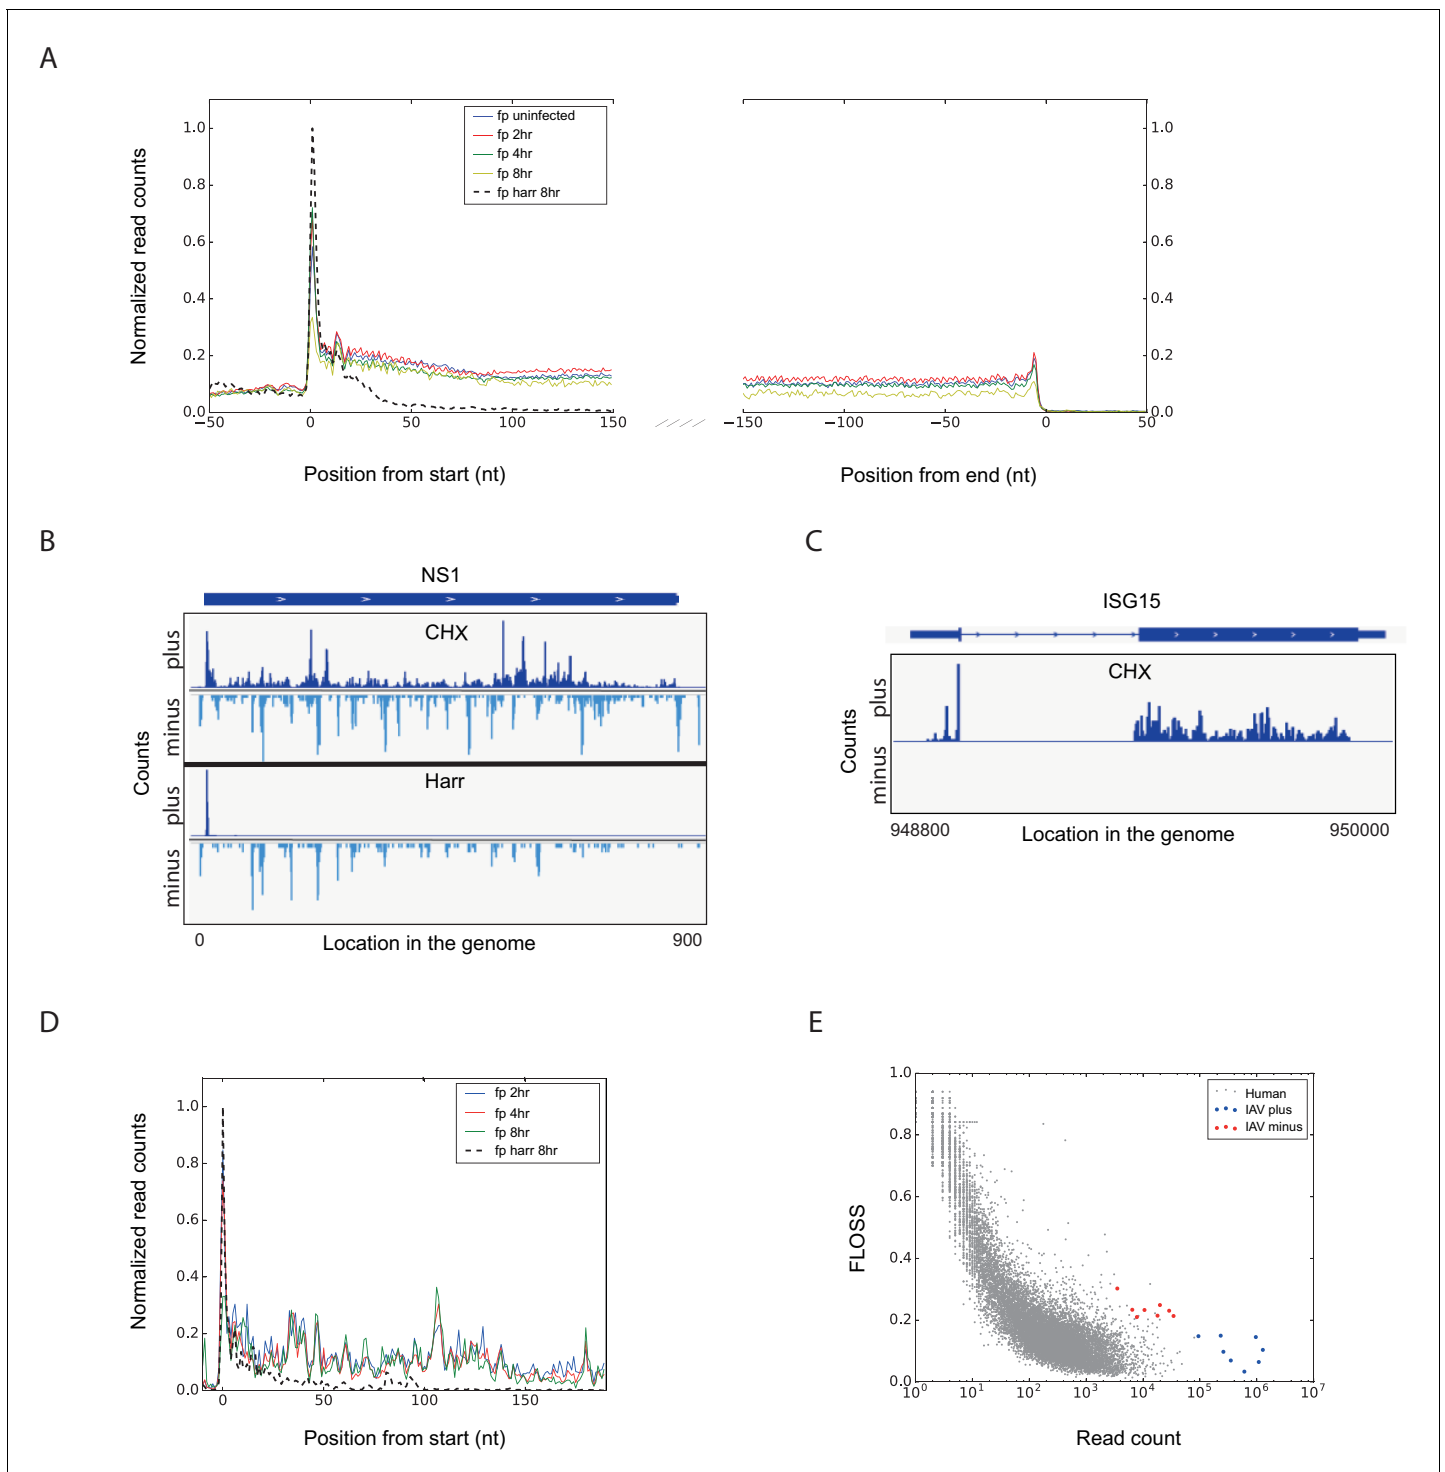 A
1.0
0.8
0.6
0.4
0.2
0.0
−50
0
50
100
150
Normalized read counts
Position from start (nt)
fp uninfected
fp 2hr
fp 4hr
fp 8hr
fp harr 8hr
1.0
0.8
0.6
0.4
0.2
0.0
−150
−100
−50
0
50
Position from end (nt)
B
NS1
CHX
plus
minus
Counts
Harr
plus
minus
0
Location in the genome
900
C
ISG15
CHX
plus
Counts
minus
948800
Location in the genome
950000
D
1.0
0.8
0.6
0.4
0.2
0.0
0
50
100
150
Normalized read counts
Position from start (nt)
fp 2hr
fp 4hr
fp 8hr
fp harr 8hr
E
1.0
0.8
0.6
0.4
0.2
0.0
FLOSS
10⁰
10¹
10²
10³
10⁴
10⁵
10⁶
10⁷
Read count
Human
IAV plus
IAV minus